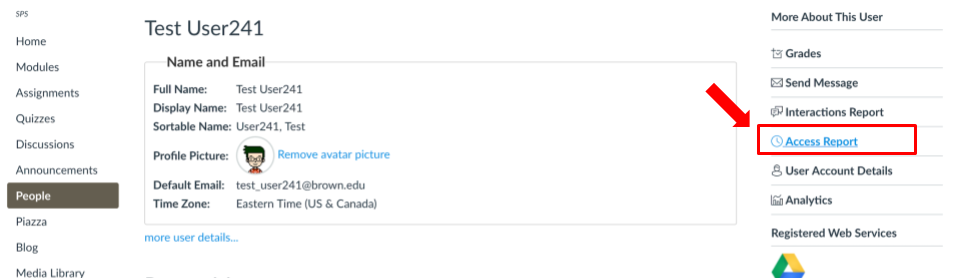 SPS
Home
Modules
Assignments
Quizzes
Discussions
Announcements
People
Piazza
Blog
Media Library
Test User241
Name and Email
Full Name: Test User241
Display Name: Test User241
Sortable Name: User241, Test
Profile Picture: Remove avatar picture
Default Email: test_user241@brown.edu
Time Zone: Eastern Time (US & Canada)
more user details...
More About This User
Grades
Send Message
Interactions Report
Access Report
User Account Details
Analytics
Registered Web Services